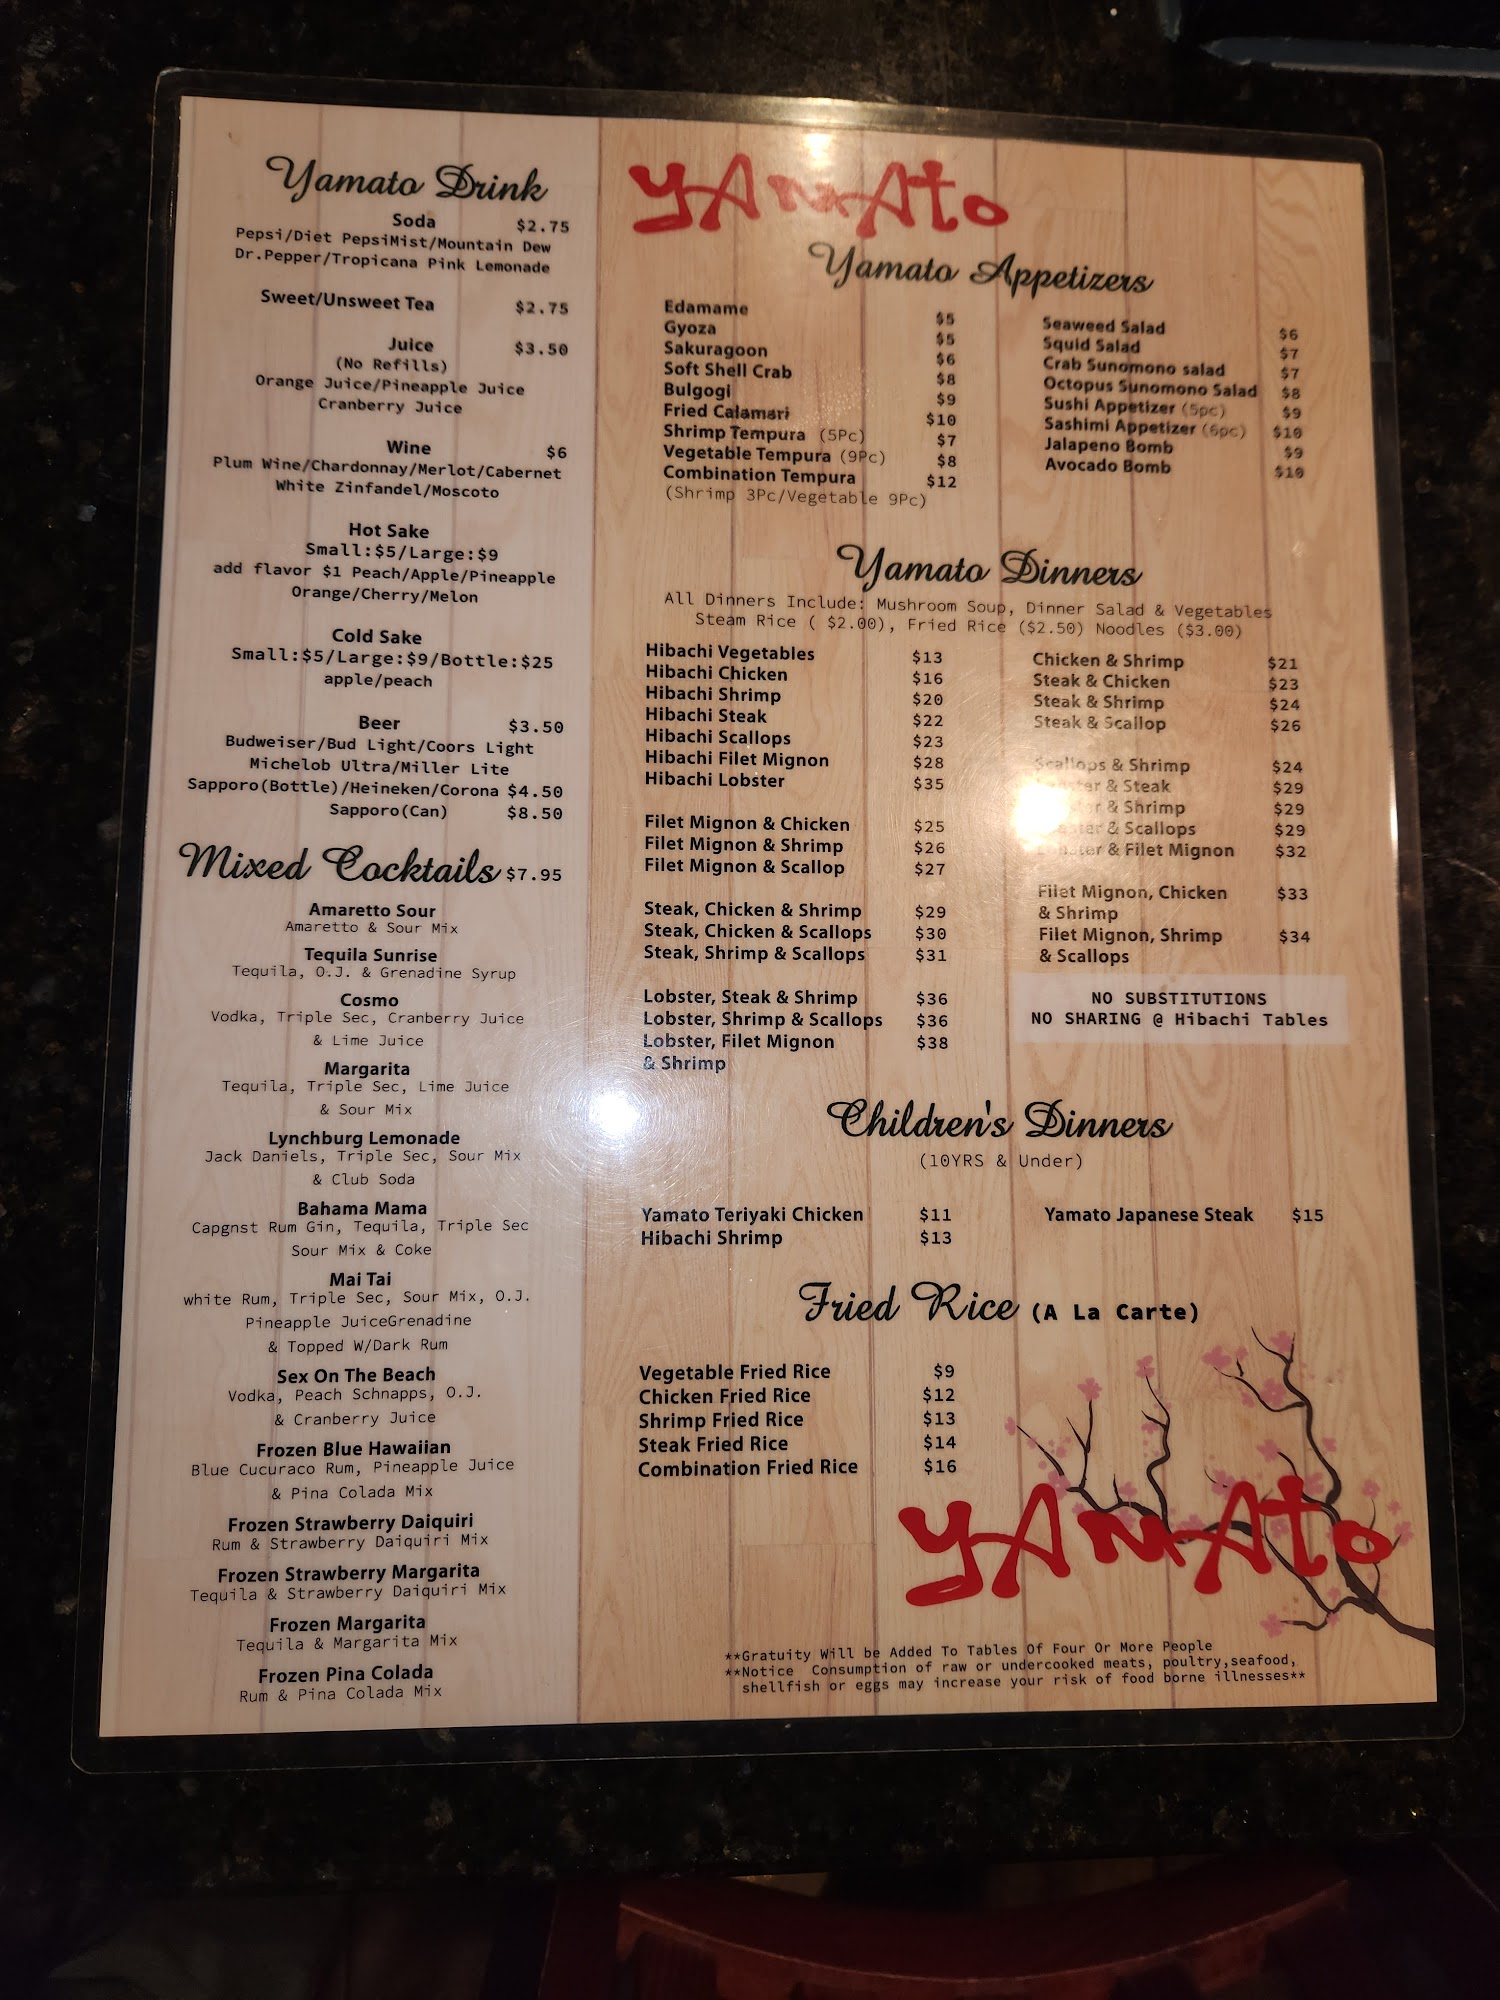 Yamato Drink
Soda $2.75
Pepsi/Diet PepsiMist/Mountain Dew
Dr.Pepper/Tropicana Pink Lemonade
Sweet/Unsweet Tea $2.75
Juice $3.50
(No Refills)
Orange Juice/Pineapple Juice
Cranberry Juice
Wine $6
Plum Wine/Chardonnay/Merlot/Cabernet
White Zinfandel/Moscoto
Hot Sake
Small:$5/Large:$9
add flavor $1 Peach/Apple/Pineapple
Orange/Cherry/Melon
Cold Sake
Small:$5/Large:$9/Bottle:$25
apple/peach
Beer $3.50
Budweiser/Bud Light/Coors Light
Michelob Ultra/Miller Lite
Sapporo(Bottle)/Heineken/Corona $4.50
Sapporo(Can) $8.50
Mixed Cocktails $7.95
Amaretto Sour
Amaretto & Sour Mix
Tequila Sunrise
Tequila, O.J. & Grenadine Syrup
Cosmo
Vodka, Triple Sec, Cranberry Juice
& Lime Juice
Margarita
Tequila, Triple Sec, Lime Juice
& Sour Mix
Lynchburg Lemonade
Jack Daniels, Triple Sec, Sour Mix
& Club Soda
Bahama Mama
Capgnst Rum Gin, Tequila, Triple Sec
Sour Mix & Coke
Mai Tai
white Rum, Triple Sec, Sour Mix, O.J.
Pineapple JuiceGrenadine
& Topped W/Dark Rum
Sex On The Beach
Vodka, Peach Schnapps, O.J.
& Cranberry Juice
Frozen Blue Hawaiian
Blue Cucuraco Rum, Pineapple Juice
& Pina Colada Mix
Frozen Strawberry Daiquiri
Rum & Strawberry Daiquiri Mix
Frozen Strawberry Margarita
Tequila & Strawberry Daiquiri Mix
Frozen Margarita
Tequila & Margarita Mix
Frozen Pina Colada
Rum & Pina Colada Mix
YAMATO
Yamato Appetizers
Edamame $5
Gyoza $5
Sakuragoon $6
Soft Shell Crab $8
Bulgogi $9
Fried Calamari $10
Shrimp Tempura (5Pc) $7
Vegetable Tempura (9Pc) $8
Combination Tempura $12
(Shrimp 3Pc/Vegetable 9Pc)
Seaweed Salad $6
Squid Salad $7
Crab Sunomono salad $7
Octopus Sunomono Salad $8
Sushi Appetizer (5pc) $9
Sashimi Appetizer (6pc) $10
Jalapeno Bomb $9
Avocado Bomb $10
Yamato Dinners
All Dinners Include: Mushroom Soup, Dinner Salad & Vegetables
Steam Rice ( $2.00), Fried Rice ($2.50) Noodles ($3.00)
Hibachi Vegetables $13
Hibachi Chicken $16
Hibachi Shrimp $20
Hibachi Steak $22
Hibachi Scallops $23
Hibachi Filet Mignon $28
Hibachi Lobster $35
Filet Mignon & Chicken $25
Filet Mignon & Shrimp $26
Filet Mignon & Scallop $27
Steak, Chicken & Shrimp $29
Steak, Chicken & Scallops $30
Steak, Shrimp & Scallops $31
Lobster, Steak & Shrimp $36
Lobster, Shrimp & Scallops $36
Lobster, Filet Mignon $38
& Shrimp
Chicken & Shrimp $21
Steak & Chicken $23
Steak & Shrimp $24
Steak & Scallop $26
Scallops & Shrimp $24
& Steak $29
& Shrimp $29
& Scallops $29
& Filet Mignon $32
Filet Mignon, Chicken $33
& Shrimp
Filet Mignon, Shrimp $34
& Scallops
NO SUBSTITUTIONS
NO SHARING @ Hibachi Tables
Children's Dinners
(10YRS & Under)
Yamato Teriyaki Chicken $11
Hibachi Shrimp $13
Yamato Japanese Steak $15
Fried Rice (A La Carte)
Vegetable Fried Rice $9
Chicken Fried Rice $12
Shrimp Fried Rice $13
Steak Fried Rice $14
Combination Fried Rice $16
YAMATO
**Gratuity Will be Added To Tables Of Four Or More People
**Notice Consumption of raw or undercooked meats, poultry,seafood,
shellfish or eggs may increase your risk of food borne illnesses**